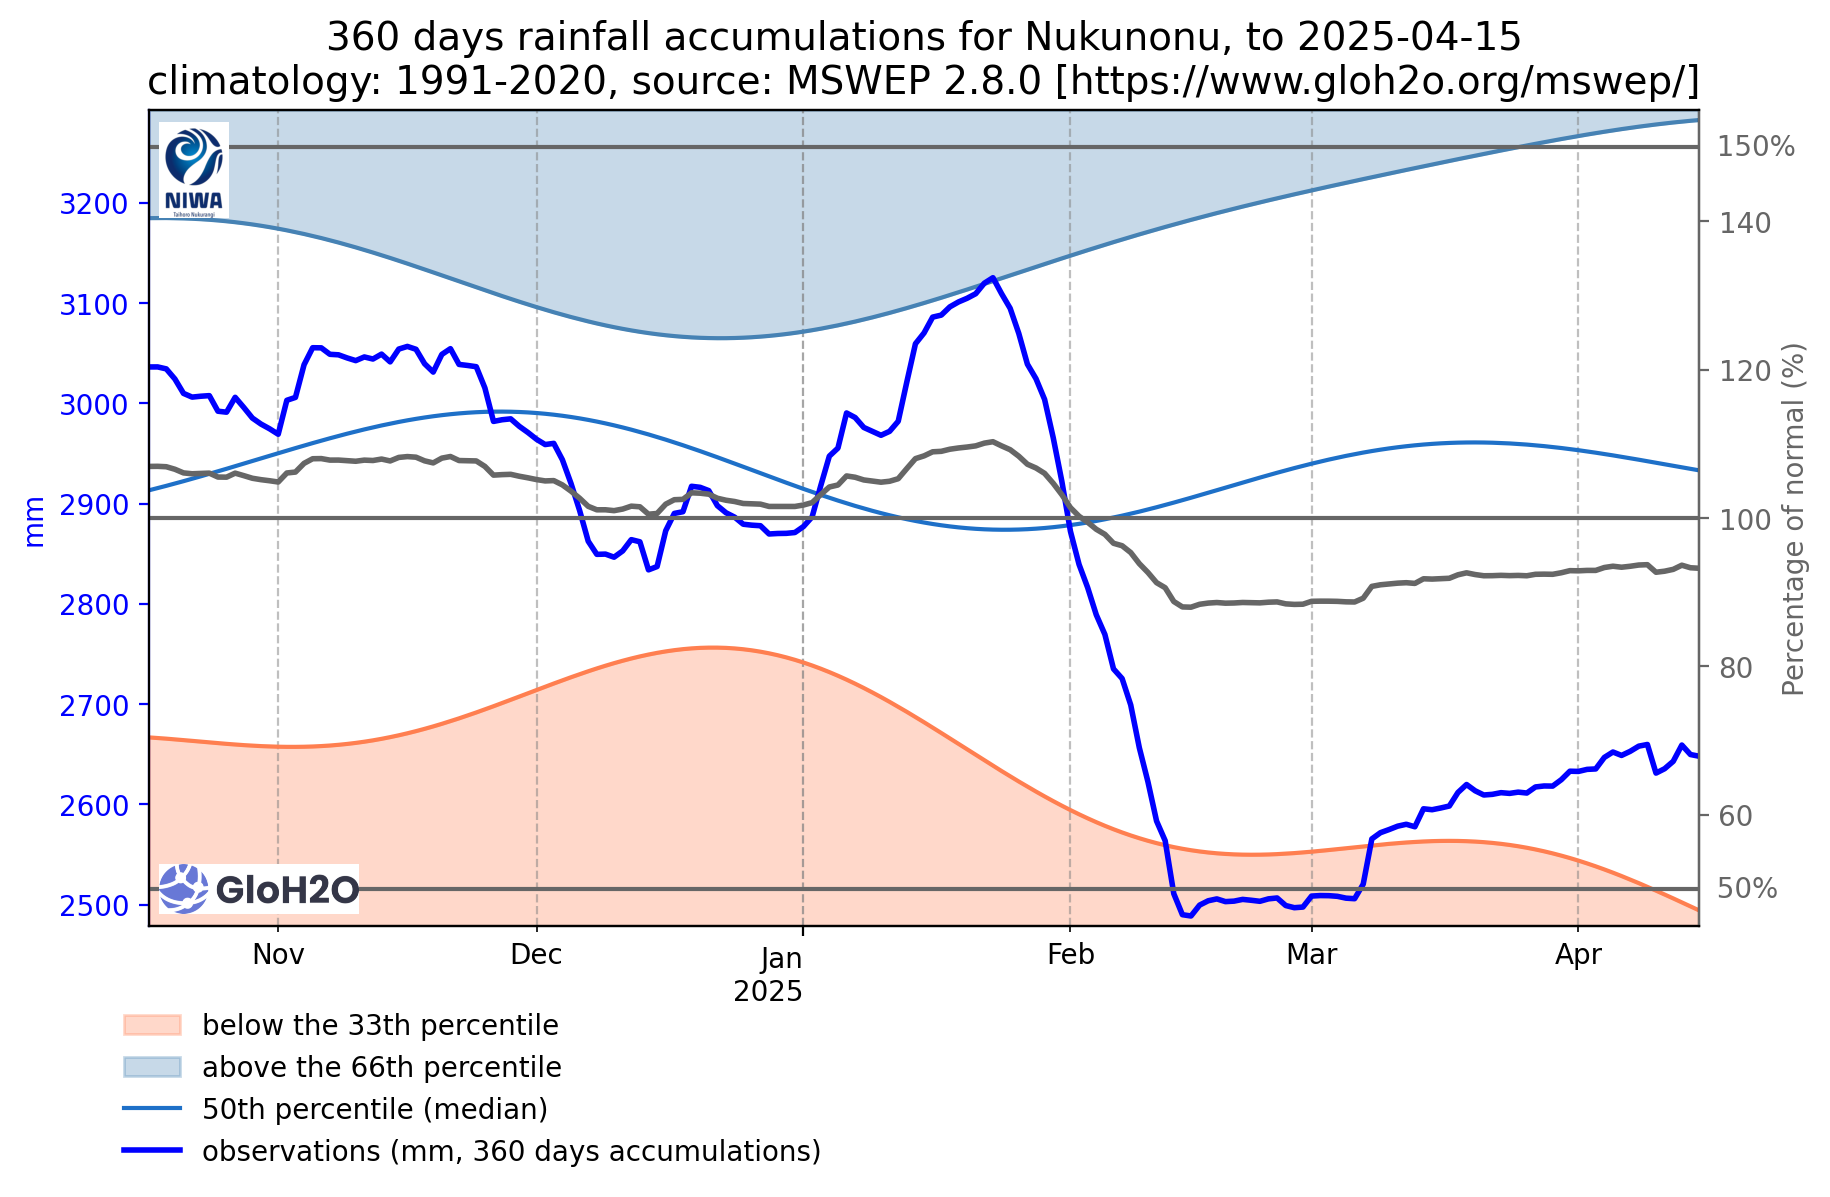 360 days rainfall accumulations for Nukunonu, to 2025-04-15
climatology: 1991-2020, source: MSWEP 2.8.0 [https://www.gloh2o.org/mswep/]
NIWA
Taihoro Nukurangi
3200
3100
3000
2900
2800
2700
2600
2500
mm
150%
140
120
100
80
60
50%
Percentage of normal (%)
GloH2O
Nov
Dec
Jan
2025
Feb
Mar
Apr
below the 33th percentile
above the 66th percentile
50th percentile (median)
observations (mm, 360 days accumulations)